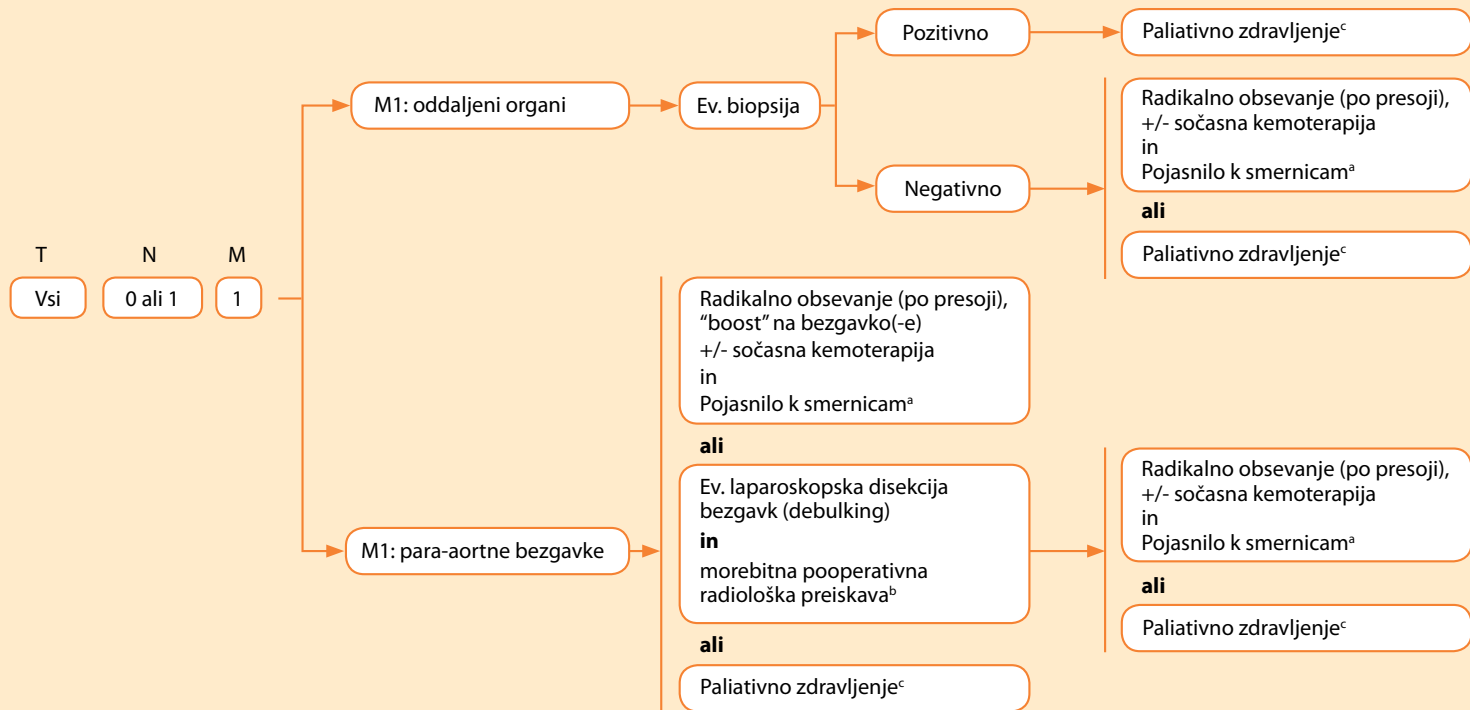 T N M
Vsi 0 ali 1 1
M1: oddaljeni organi
Ev. biopsija
Pozitivno
Paliativno zdravljenjeᶜ
Negativno
Radikalno obsevanje (po presoji),
+/- sočasna kemoterapija
in
Pojasnilo k smernicamᵃ
ali
Paliativno zdravljenjeᶜ
M1: para-aortne bezgavke
Radikalno obsevanje (po presoji),
“boost” na bezgavko(-e)
+/- sočasna kemoterapija
in
Pojasnilo k smernicamᵃ
ali
Ev. laparoskopska disekcija
bezgavk (debulking)
in
morebitna pooperativna
radiološka preiskavaᵇ
ali
Paliativno zdravljenjeᶜ
Radikalno obsevanje (po presoji),
+/- sočasna kemoterapija
in
Pojasnilo k smernicamᵃ
ali
Paliativno zdravljenjeᶜ